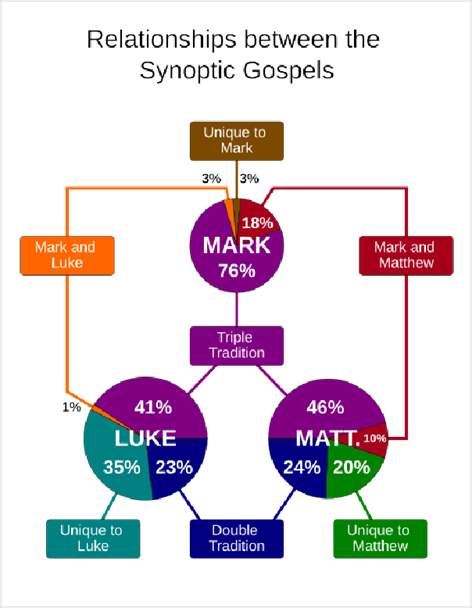 Relationships between the
Synoptic Gospels
Unique to
Mark
3%
3%
18%
MARK
76%
Mark and
Luke
Mark and
Matthew
Triple
Tradition
1%
41%
LUKE
35%
23%
46%
MATT.
10%
24%
20%
Unique to
Luke
Double
Tradition
Unique to
Matthew